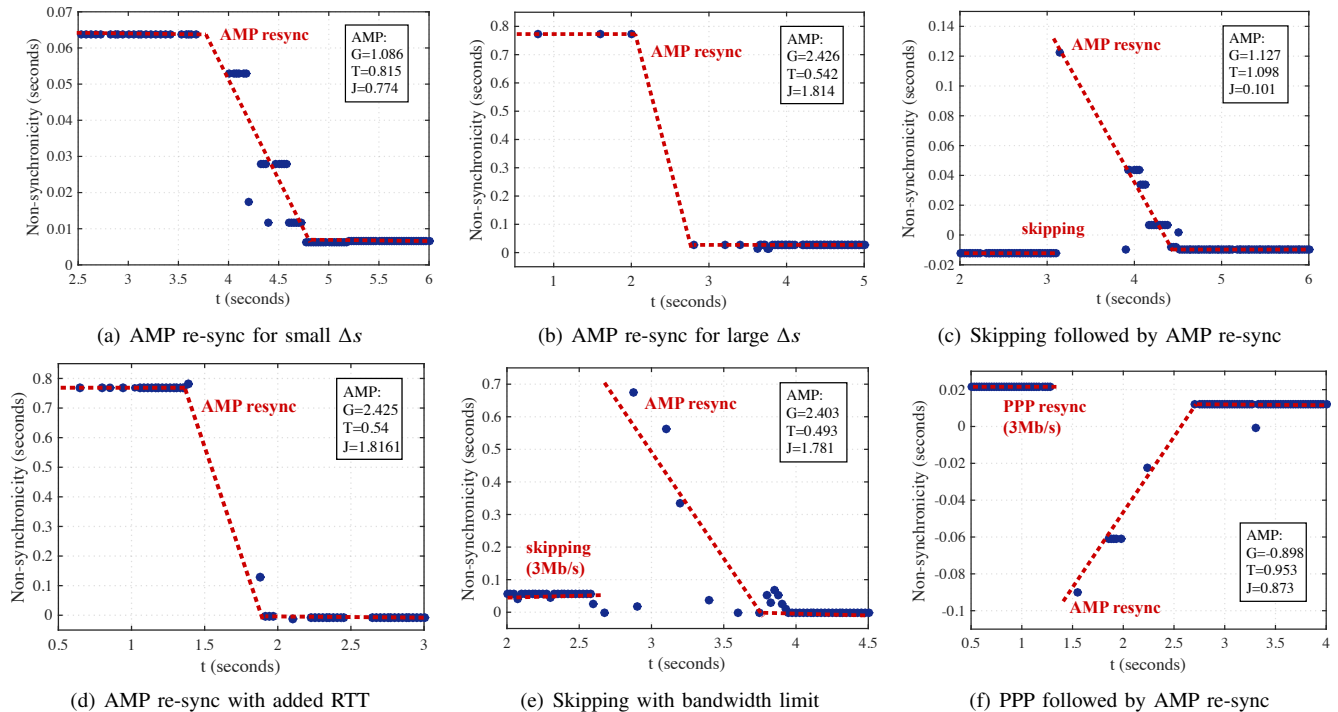 0.07
0.06
0.05
0.04
0.03
0.02
0.01
0
Non-synchronicity (seconds)
AMP resync
AMP:
G=1.086
T=0.815
J=0.774
2.5 3 3.5 4 4.5 5 5.5 6
t (seconds)
(a) AMP re-sync for small Δs
0.8
0.7
0.6
0.5
0.4
0.3
0.2
0.1
0
Non-synchronicity (seconds)
AMP resync
AMP:
G=2.426
T=0.542
J=1.814
1 2 3 4 5
t (seconds)
(b) AMP re-sync for large Δs
0.14
0.12
0.1
0.08
0.06
0.04
0.02
0
-0.02
Non-synchronicity (seconds)
AMP resync
skipping
AMP:
G=1.127
T=1.098
J=0.101
2 3 4 5 6
t (seconds)
(c) Skipping followed by AMP re-sync
0.8
0.7
0.6
0.5
0.4
0.3
0.2
0.1
0
Non-synchronicity (seconds)
AMP resync
AMP:
G=2.425
T=0.54
J=1.8161
0.5 1 1.5 2 2.5 3
t (seconds)
(d) AMP re-sync with added RTT
0.7
0.6
0.5
0.4
0.3
0.2
0.1
0
Non-synchronicity (seconds)
AMP resync
skipping
(3Mb/s)
AMP:
G=2.403
T=0.493
J=1.781
2 2.5 3 3.5 4 4.5
t (seconds)
(e) Skipping with bandwidth limit
0.02
0
-0.02
-0.04
-0.06
-0.08
-0.1
Non-synchronicity (seconds)
PPP resync
(3Mb/s)
AMP resync
AMP:
G=-0.898
T=0.953
J=0.873
0.5 1 1.5 2 2.5 3 3.5 4
t (seconds)
(f) PPP followed by AMP re-sync